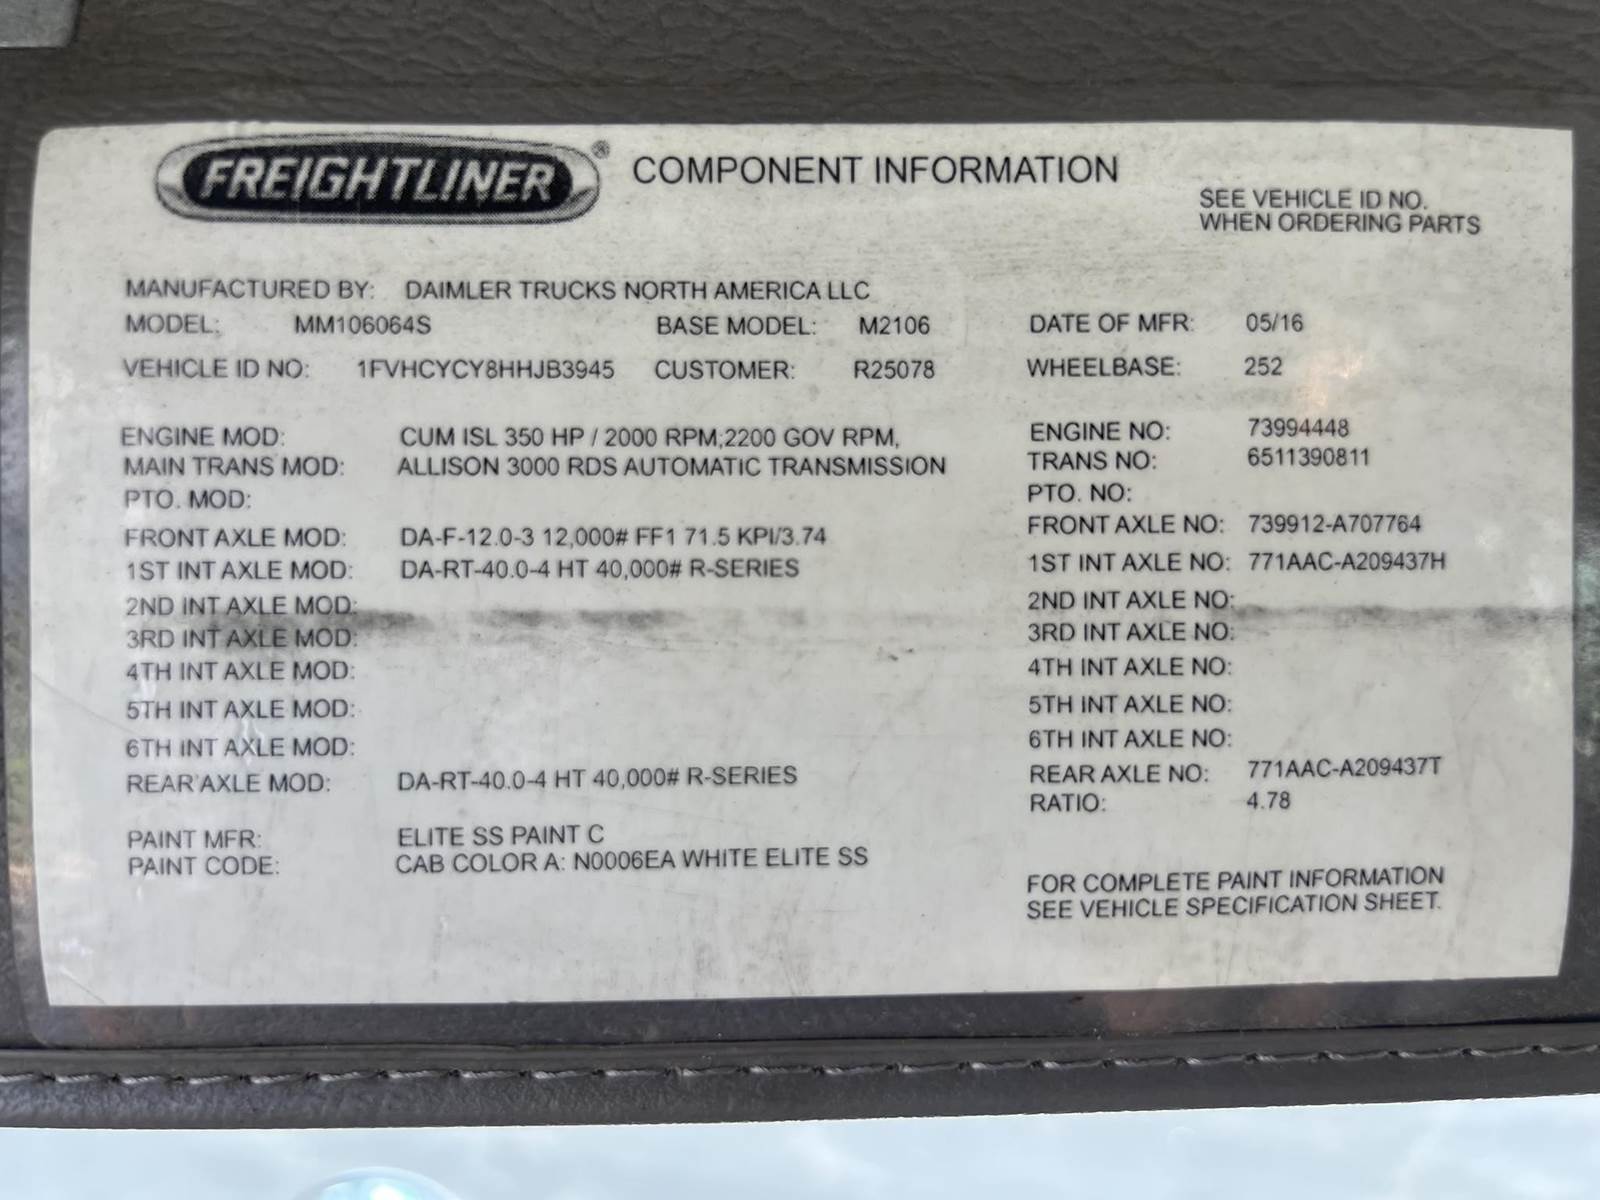 FREIGHTLINER® COMPONENT INFORMATION
SEE VEHICLE ID NO.
WHEN ORDERING PARTS
MANUFACTURED BY: DAIMLER TRUCKS NORTH AMERICA LLC
MODEL: MM106064S BASE MODEL: M2106 DATE OF MFR: 05/16
VEHICLE ID NO: 1FVHCYCY8HHJB3945 CUSTOMER: R25078 WHEELBASE: 252
ENGINE MOD: CUM ISL 350 HP / 2000 RPM;2200 GOV RPM, ENGINE NO: 73994448
MAIN TRANS MOD: ALLISON 3000 RDS AUTOMATIC TRANSMISSION TRANS NO: 6511390811
PTO. MOD: PTO. NO:
FRONT AXLE MOD: DA-F-12.0-3 12,000# FF1 71.5 KPI/3.74 FRONT AXLE NO: 739912-A707764
1ST INT AXLE MOD: DA-RT-40.0-4 HT 40,000# R-SERIES 1ST INT AXLE NO: 771AAC-A209437H
2ND INT AXLE MOD: 2ND INT AXLE NO:
3RD INT AXLE MOD: 3RD INT AXLE NO:
4TH INT AXLE MOD: 4TH INT AXLE NO:
5TH INT AXLE MOD: 5TH INT AXLE NO:
6TH INT AXLE MOD: 6TH INT AXLE NO:
REAR AXLE MOD: DA-RT-40.0-4 HT 40,000# R-SERIES REAR AXLE NO: 771AAC-A209437T
RATIO: 4.78
PAINT MFR: ELITE SS PAINT C
PAINT CODE: CAB COLOR A: N0006EA WHITE ELITE SS
FOR COMPLETE PAINT INFORMATION
SEE VEHICLE SPECIFICATION SHEET.